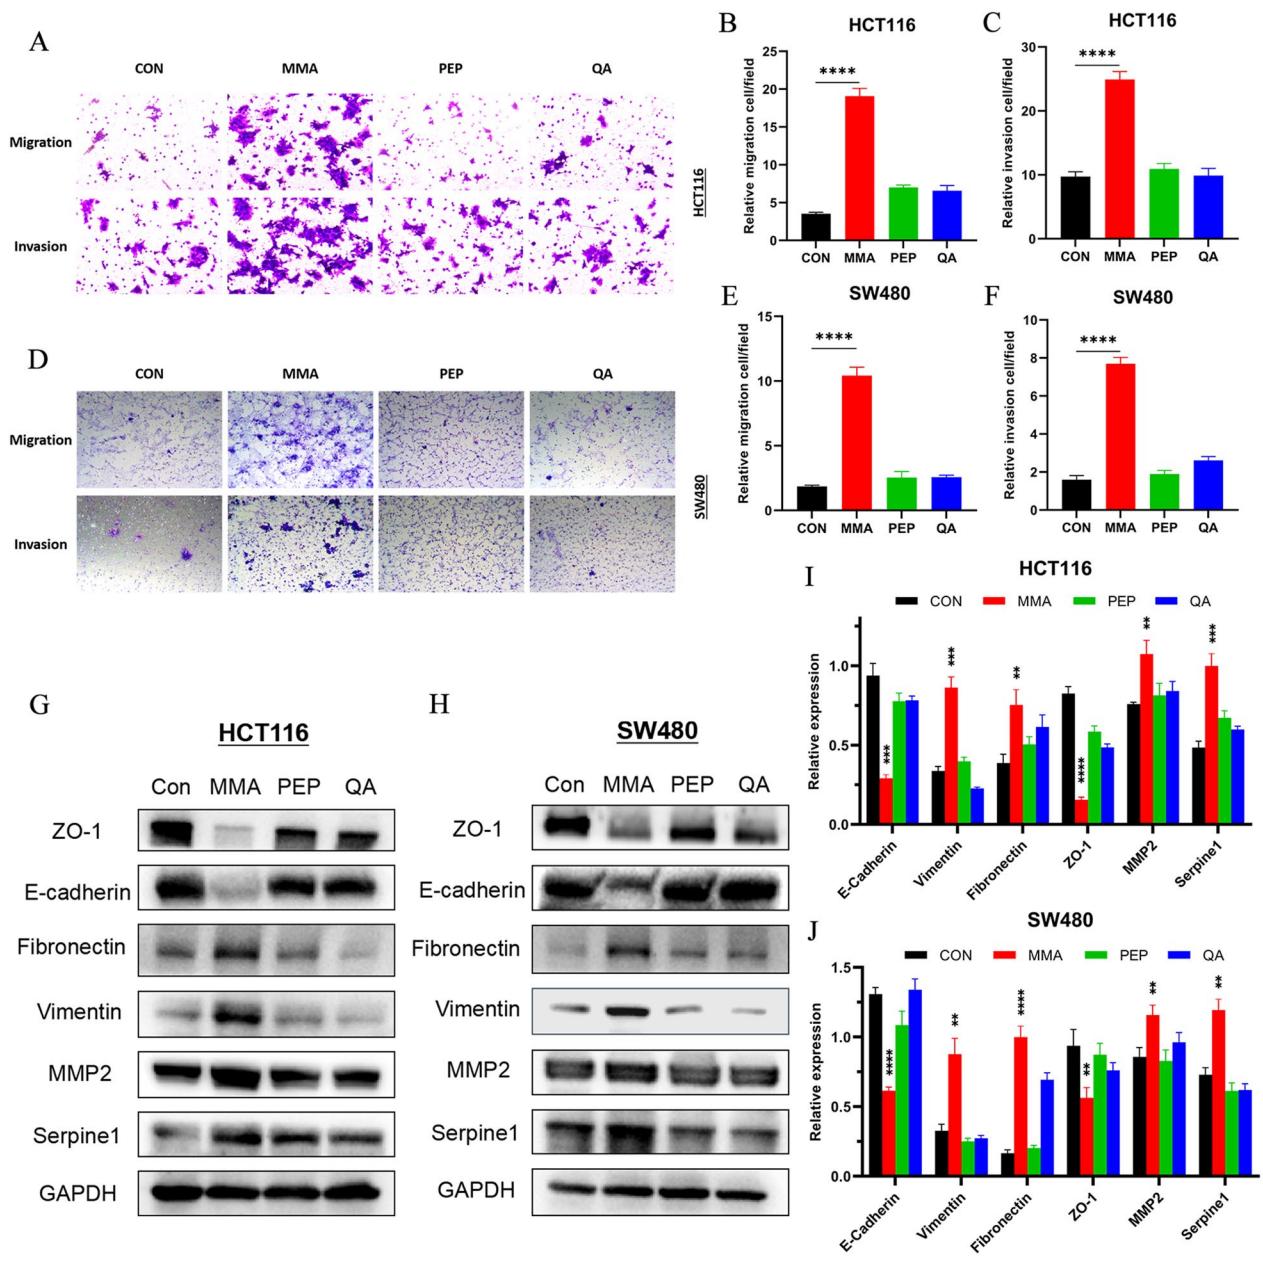 A
CON MMA PEP QA
Migration
Invasion
HCT116
B
HCT116
Relative migration cell/field
25
20
15
10
5
0
****
CON MMA PEP QA
C
HCT116
Relative invasion cell/field
30
20
10
0
****
CON MMA PEP QA
D
CON MMA PEP QA
Migration
Invasion
SW480
E
SW480
Relative migration cell/field
15
10
5
0
****
CON MMA PEP QA
F
SW480
Relative invasion cell/field
10
8
6
4
2
0
****
CON MMA PEP QA
G
HCT116
Con MMA PEP QA
ZO-1
E-cadherin
Fibronectin
Vimentin
MMP2
Serpine1
GAPDH
H
SW480
Con MMA PEP QA
ZO-1
E-cadherin
Fibronectin
Vimentin
MMP2
Serpine1
GAPDH
I
HCT116
CON MMA PEP QA
Relative expression
1.0
0.5
0.0
*** *** ** **** ** ***
E-Cadherin Vimentin Fibronectin ZO-1 MMP2 Serpine1
J
SW480
CON MMA PEP QA
Relative expression
1.5
1.0
0.5
0.0
**** ** **** ** ** **
E-Cadherin Vimentin Fibronectin ZO-1 MMP2 Serpine1